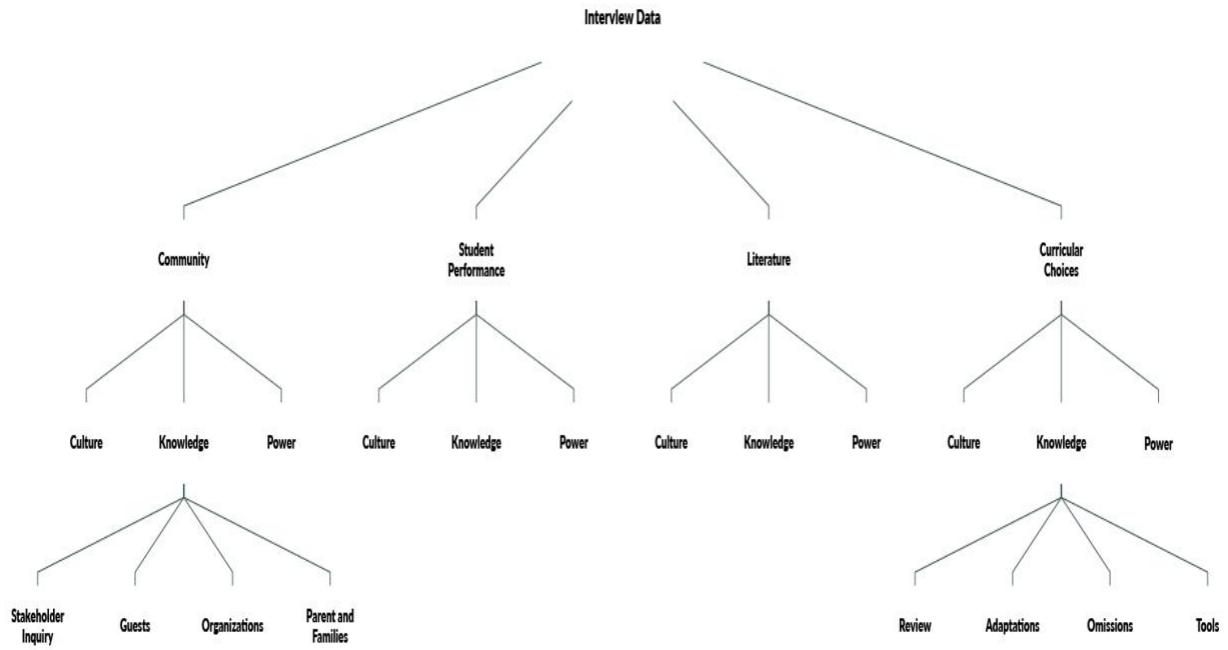 Interview Data
Community
Student
Performance
Literature
Curricular
Choices
Culture
Knowledge
Power
Culture
Knowledge
Power
Culture
Knowledge
Power
Culture
Knowledge
Power
Stakeholder
Inquiry
Guests
Organizations
Parent and
Families
Review
Adaptations
Omissions
Tools